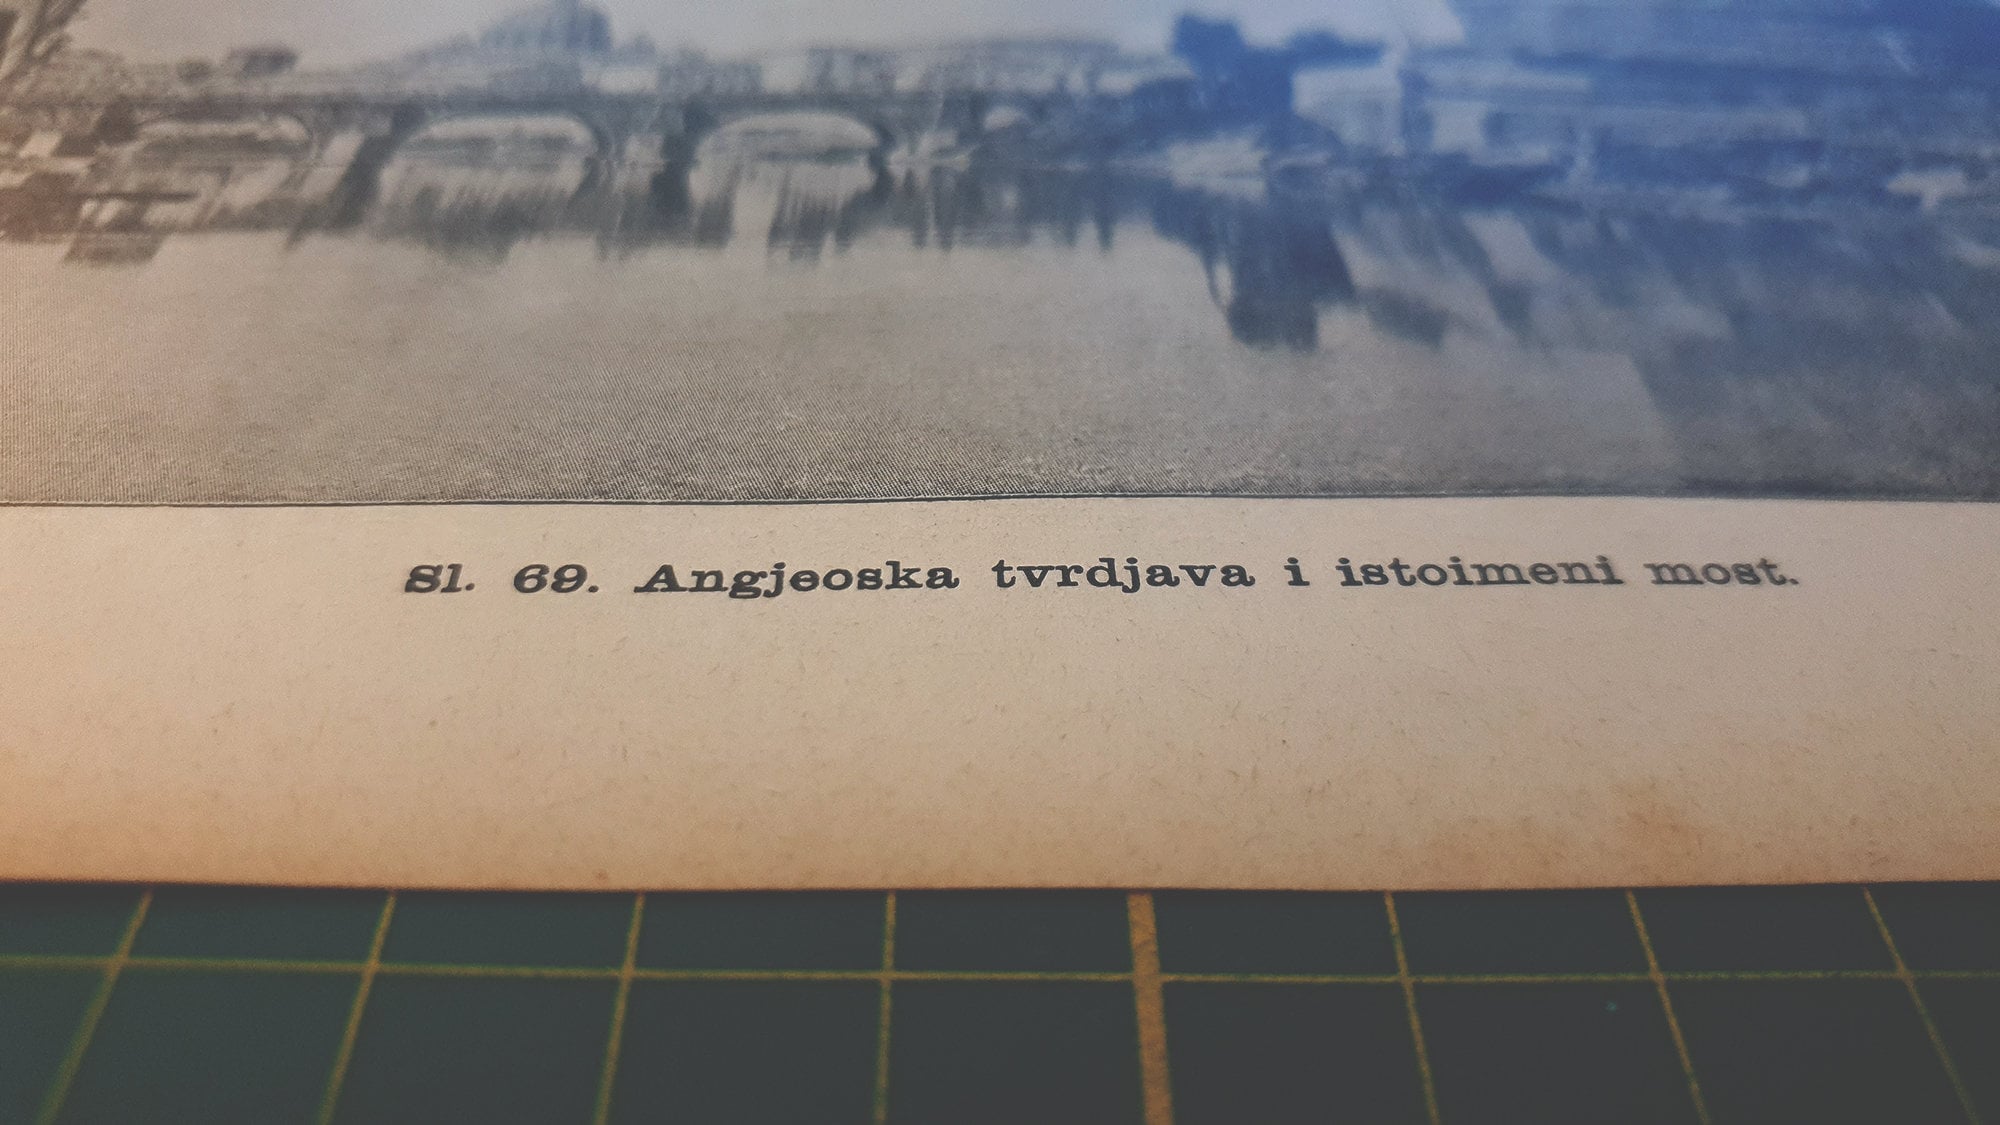 Sl. 69. Angjeoska tvrdjava i istoimeni most.